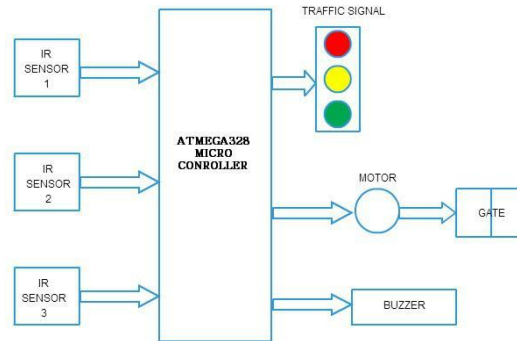 TRAFFIC SIGNAL
IR
SENSOR
1
ATMEGA328
MICRO
CONROLLER
IR
SENSOR
2
MOTOR
GATE
IR
SENSOR
3
BUZZER